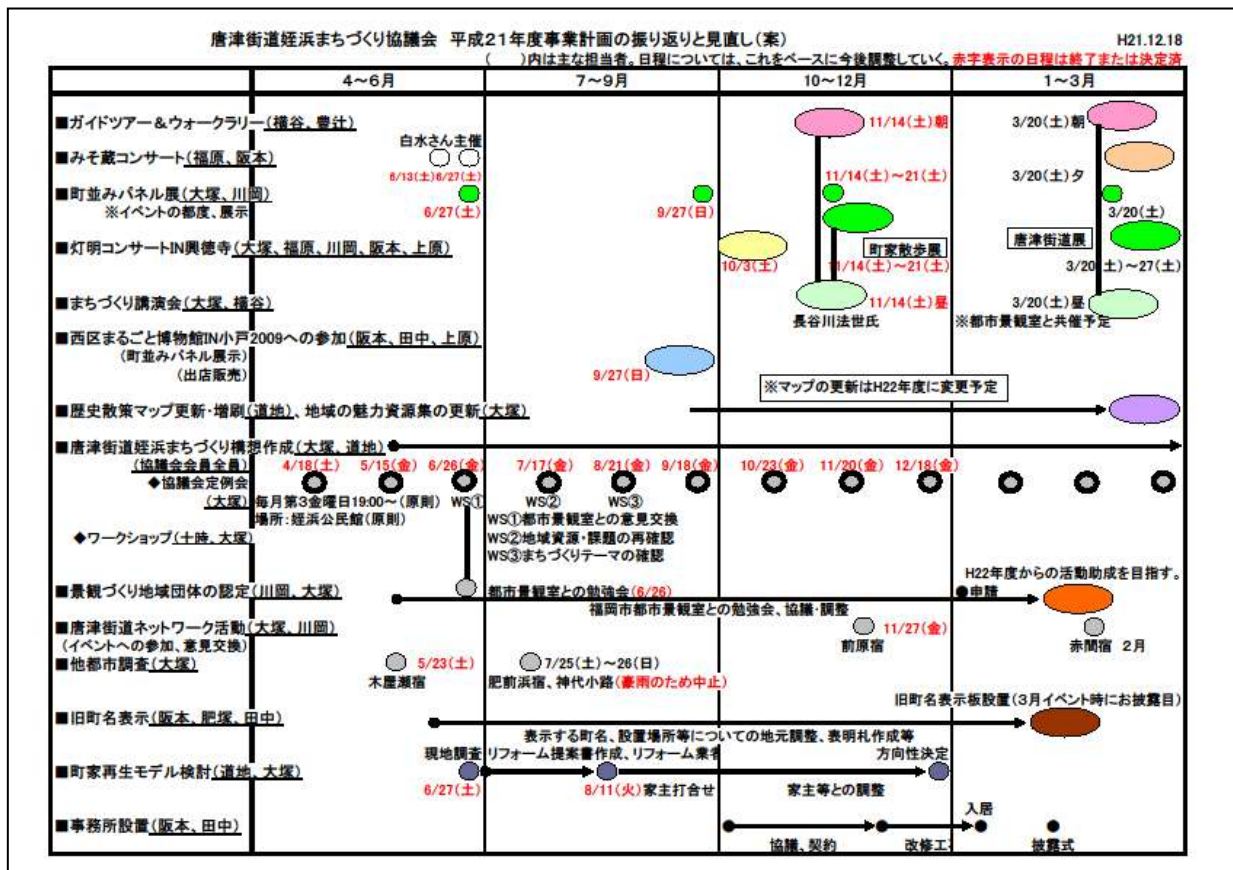 唐津街道姪浜まちづくり協議会　平成21年度事業計画の振り返りと見直し(案)
H21.12.18
(　　)内は主な担当者。日程については、これをベースに今後調整していく。赤字表示の日程は終了または決定済
4～6月　7～9月　10～12月　1～3月
■ガイドツアー＆ウォークラリー(横谷、豊辻)　11/14(土)朝　3/20(土)朝
白水さん主催
■みそ蔵コンサート(福原、阪本)　3/20(土)夕
6/13(土)6/27(土)
■町並みパネル展(大塚、川岡)　11/14(土)～21(土)
※イベントの都度、展示　6/27(土)　9/27(日)　3/20(土)
■灯明コンサートIN興徳寺(大塚、福原、川岡、阪本、上原)　町家散歩展　唐津街道展
10/3(土)　11/14(土)～21(土)　3/20(土)～27(土)
■まちづくり講演会(大塚、横谷)　11/14(土)昼　3/20(土)昼
長谷川法世氏　※都市景観室と共催予定
■西区まるごと博物館IN小戸2009への参加(阪本、田中、上原)
(町並みパネル展示)
(出店販売)　9/27(日)
※マップの更新はH22年度に変更予定
■歴史散策マップ更新・増刷(道地)、地域の魅力資源集の更新(大塚)
■唐津街道姪浜まちづくり構想作成(大塚、道地)
(協議会会員全員)　4/18(土)　5/15(金)　6/26(金)　7/17(金)　8/21(金)　9/18(金)　10/23(金)　11/20(金)　12/18(金)
◆協議会定例会
(大塚)　毎月第3金曜日19:00～(原則)　WS①　WS②　WS③
場所：姪浜公民館(原則)　WS①都市景観室との意見交換
◆ワークショップ(十時、大塚)　WS②地域資源・課題の再確認
WS③まちづくりテーマの確認
H22年度からの活動助成を目指す。
■景観づくり地域団体の認定(川岡、大塚)　都市景観室との勉強会(6/26)　●申請
福岡市都市景観室との勉強会、協議・調整
■唐津街道ネットワーク活動(大塚、川岡)　11/27(金)
(イベントへの参加、意見交換)　前原宿　赤間宿　2月
■他都市調査(大塚)　5/23(土)　7/25(土)～26(日)
木屋瀬宿　肥前浜宿、神代小路(豪雨のため中止)
旧町名表示板設置(3月イベント時にお披露目)
■旧町名表示(阪本、肥塚、田中)
表示する町名、設置場所等についての地元調整、表明札作成等
現地調査　リフォーム提案書作成、リフォーム業者　方向性決定
■町家再生モデル検討(道地、大塚)
6/27(土)　8/11(火)家主打合せ　家主等との調整
入居
■事務所設置(阪本、田中)
協議、契約　改修工　披露式